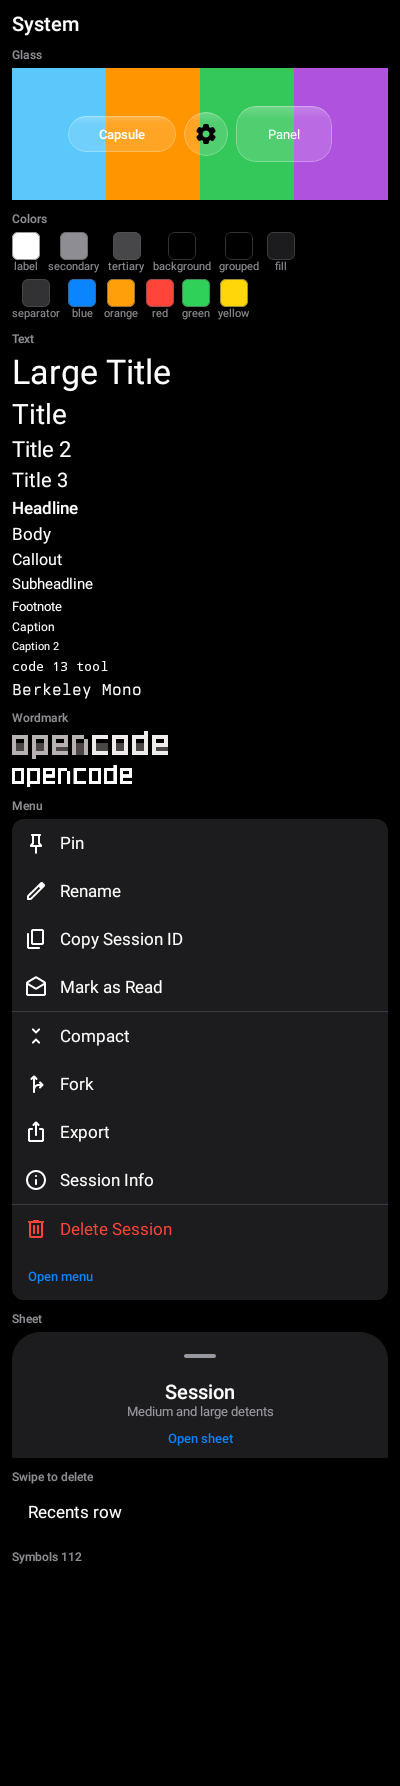 System
Glass
Capsule
Panel
Colors
label secondary tertiary background grouped fill
separator blue orange red green yellow
Text
Large Title
Title
Title 2
Title 3
Headline
Body
Callout
Subheadline
Footnote
Caption
Caption 2
code 13 tool
Berkeley Mono
Wordmark
opencode
opencode
Menu
Pin
Rename
Copy Session ID
Mark as Read
Compact
Fork
Export
Session Info
Delete Session
Open menu
Sheet
Session
Medium and large detents
Open sheet
Swipe to delete
Recents row
Symbols 112